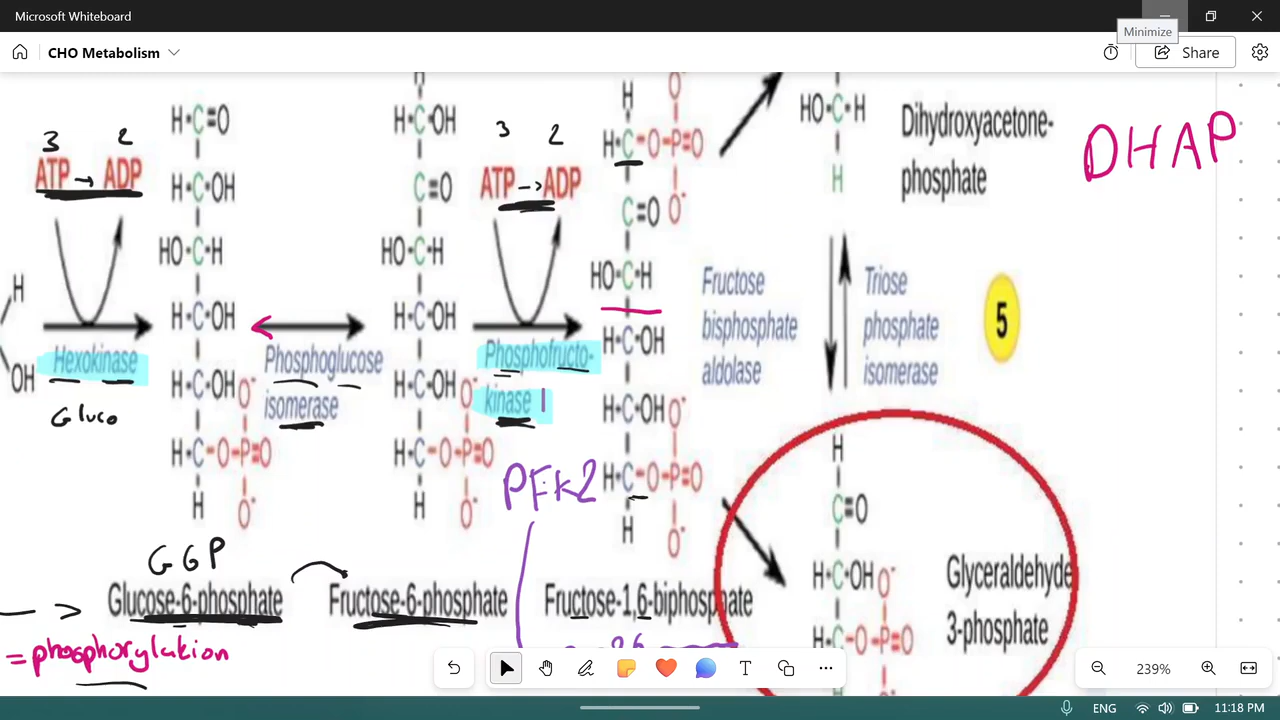 Microsoft Whiteboard
Minimize
CHO Metabolism
Share
3 2
ATP → ADP
Hexokinase
Gluco
H
OH
H·C=O
H·C·OH
HO·C·H
H·C·OH
H·C·OH O⁻
H·C-O-P=O
H O⁻
G6P
Glucose-6-phosphate
= phosphorylation
Phosphoglucose
isomerase
H
H·C·OH
C=O
HO·C·H
H·C·OH
H·C·OH O⁻
H·C-O-P=O
H O⁻
Fructose-6-phosphate
3 2
ATP -> ADP
Phosphofructo-
kinase 1
PFK2
H O⁻
H·C-O-P=O
C=O O⁻
HO·C·H
H·C·OH
H·C·OH O⁻
H·C-O-P=O
H O⁻
Fructose-1,6-biphosphate
Fructose
bisphosphate
aldolase
HO·C·H
H
Dihydroxyacetone-
phosphate
DHAP
Triose
phosphate
isomerase
5
H
C=O
H·C·OH O⁻
H·C-O-P=O
Glyceraldehyde
3-phosphate
T
239%
ENG
11:18 PM